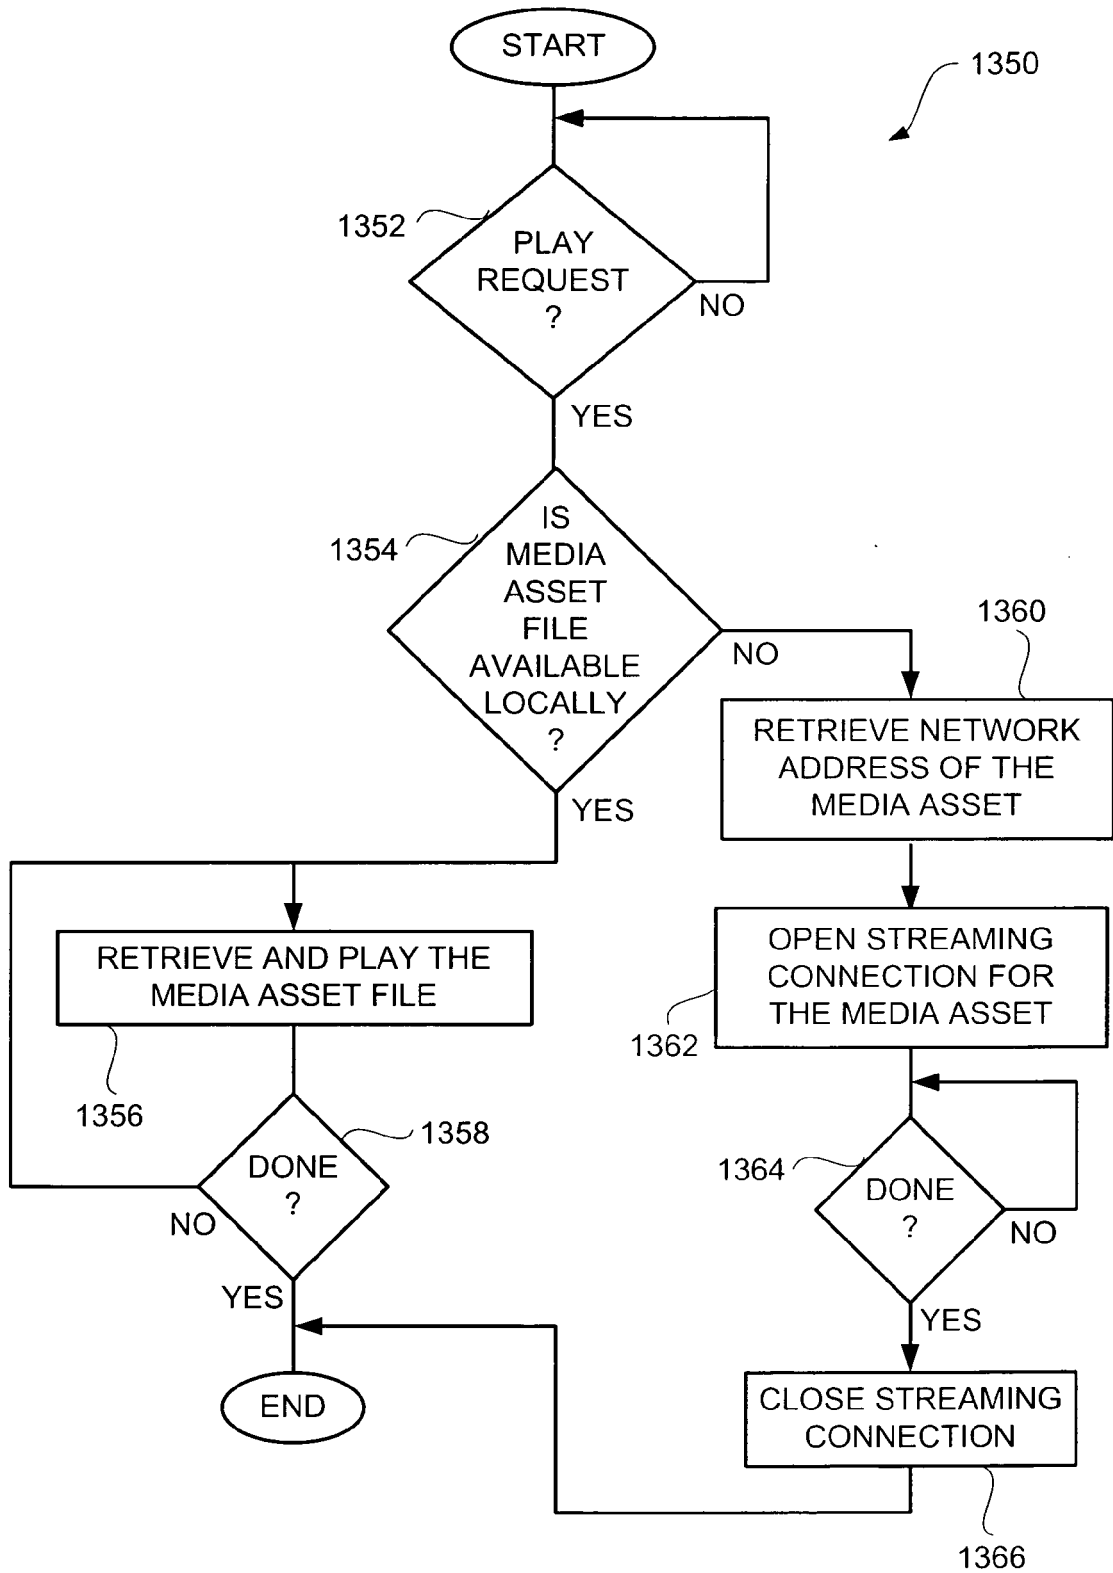 START
1350
1352
PLAY
REQUEST
?
NO
YES
1354
IS
MEDIA
ASSET
FILE
AVAILABLE
LOCALLY
?
NO
YES
1360
RETRIEVE NETWORK
ADDRESS OF THE
MEDIA ASSET
RETRIEVE AND PLAY THE
MEDIA ASSET FILE
1356
OPEN STREAMING
CONNECTION FOR
THE MEDIA ASSET
1362
1358
DONE
?
NO
YES
1364
DONE
?
NO
YES
END
CLOSE STREAMING
CONNECTION
1366